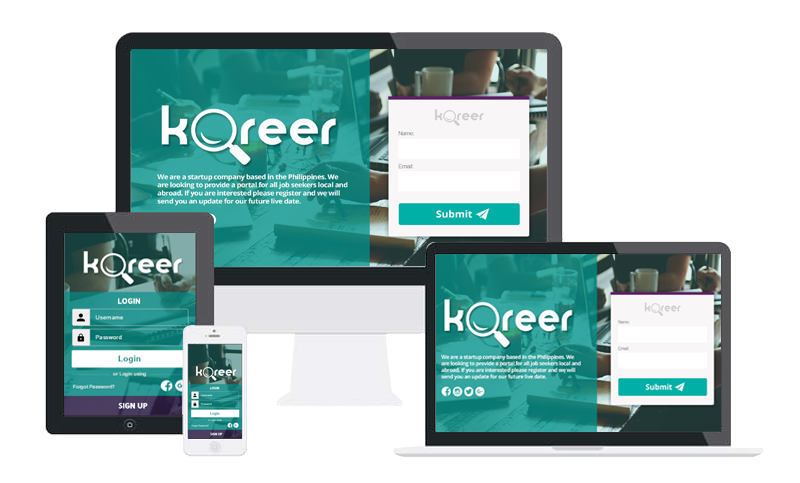 kQreer
We are a startup company based in the Philippines. We
are looking to provide a portal for all job seekers local and
abroad. If you are interested please register and we will
send you an update for our future live date.
kQreer
Name:
Email:
Submit
kQreer
LOGIN
Username
Password
Login
or Login using
Forgot Password?
SIGN UP
kQreer
LOGIN
Username
Password
Login
Forgot Password?
SIGN UP
kQreer
We are a startup company based in the Philippines. We
are looking to provide a portal for all job seekers local and
abroad. If you are interested please register and we will
send you an update for our future live date.
kQreer
Name:
Email:
Submit